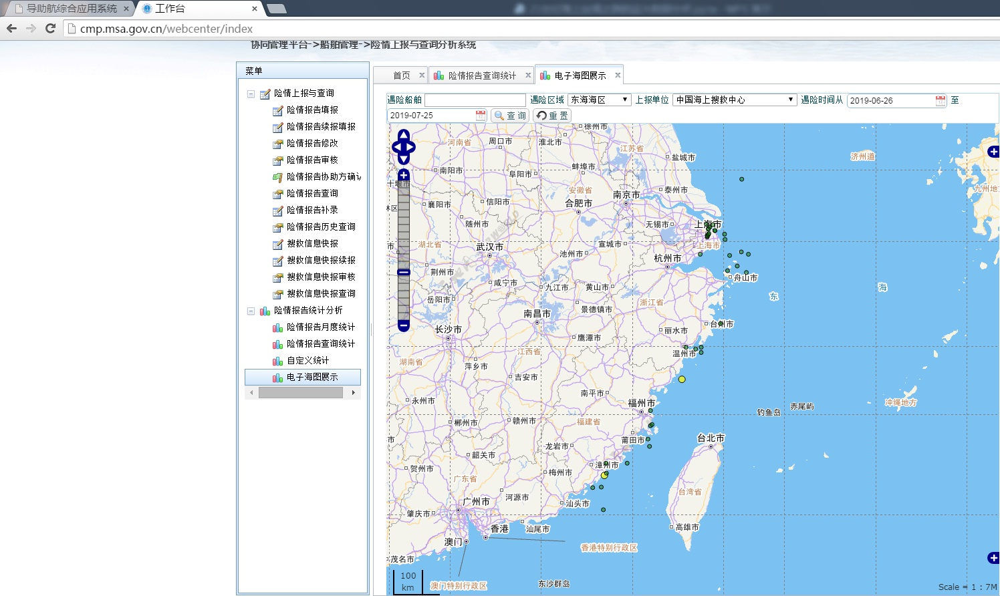 导助航综合应用系统
工作台
cmp.msa.gov.cn/webcenter/index
协同管理平台->船舶管理->险情上报与查询分析系统
菜单
险情上报与查询
险情报告填报
险情报告续报填报
险情报告修改
险情报告审核
险情报告协助方确
险情报告查询
险情报告补录
险情报告历史查询
搜救信息快报
搜救信息快报续报
搜救信息快报审核
搜救信息快报查询
险情报告统计分析
险情报告月度统计
险情报告查询统计
自定义统计
电子海图展示
首页
险情报告查询统计
电子海图展示
遇险船舶 遇险区域 东海海区 上报单位 中国海上搜救中心 遇险时间从 2019-06-26 至
2019-07-25 查 询 重 置
徐州市
河南省 周口市 淮北市 江苏省
盐城市 济州道
南阳市 阜阳市 蚌埠市
十堰市 九州地方
安徽省 南京市 泰州市
林区 襄阳市 信阳市 合肥市
随州市 无锡市 上海市
湖北省 武汉市 宣城市 上海市
市 池州市 杭州市
荆州市 舟山市
咸宁市 九江市 黄山市 东 海
岳阳市 浙江省
南昌市 景德镇市
长沙市 丽水市 台州市
鹰潭市
江西省 温州市
湖南省 萍乡市
吉安市
南平市
永州市 福州市 冲绳地方
钓鱼岛 赤尾屿
郴州市 赣州市 福建省
市 莆田市 台北市
龙岩市
韶关市
贺州市 梅州市 漳州市
广东省
河源市 台湾省
广州市 汕头市
肇庆市
香港 汕尾市 高雄市
澳门 香港特别行政区
茂名市
100
km
澳门特别行政区 东沙群岛 Scale = 1 : 7M